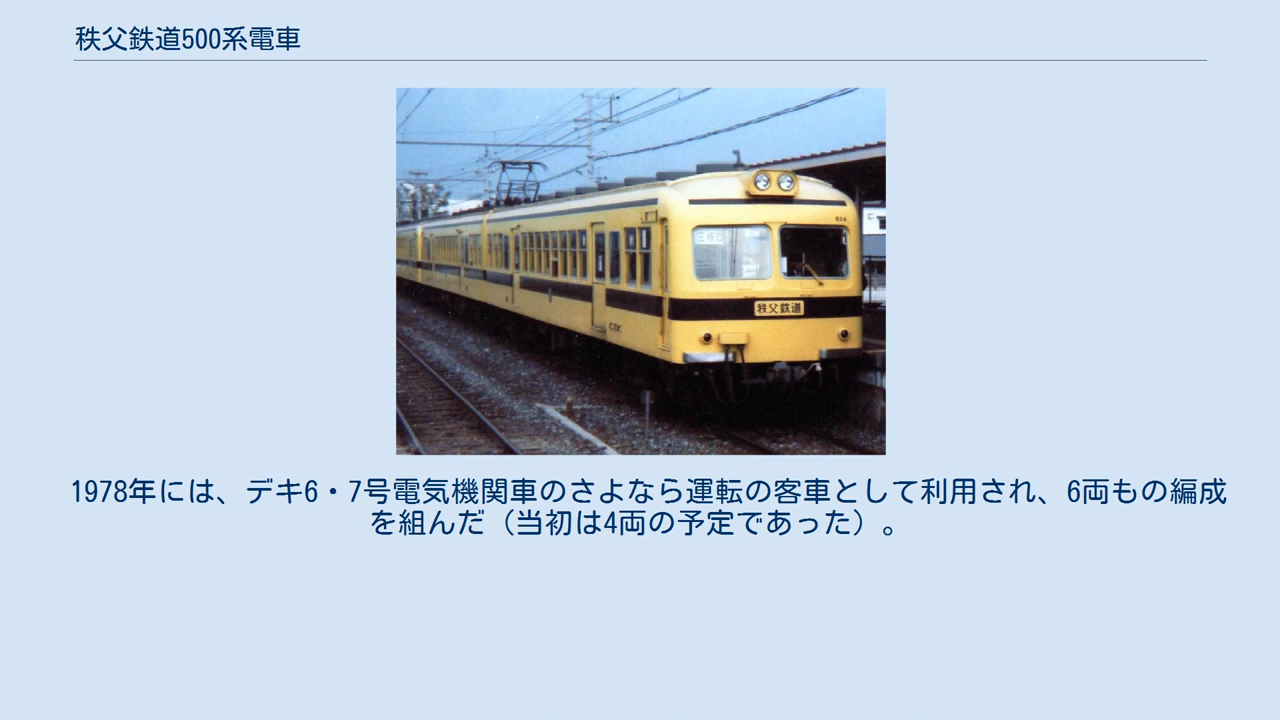 秩父鉄道500系電車
秩父鉄道
1978年には、デキ6・7号電気機関車のさよなら運転の客車として利用され、6両もの編成
を組んだ（当初は4両の予定であった）。